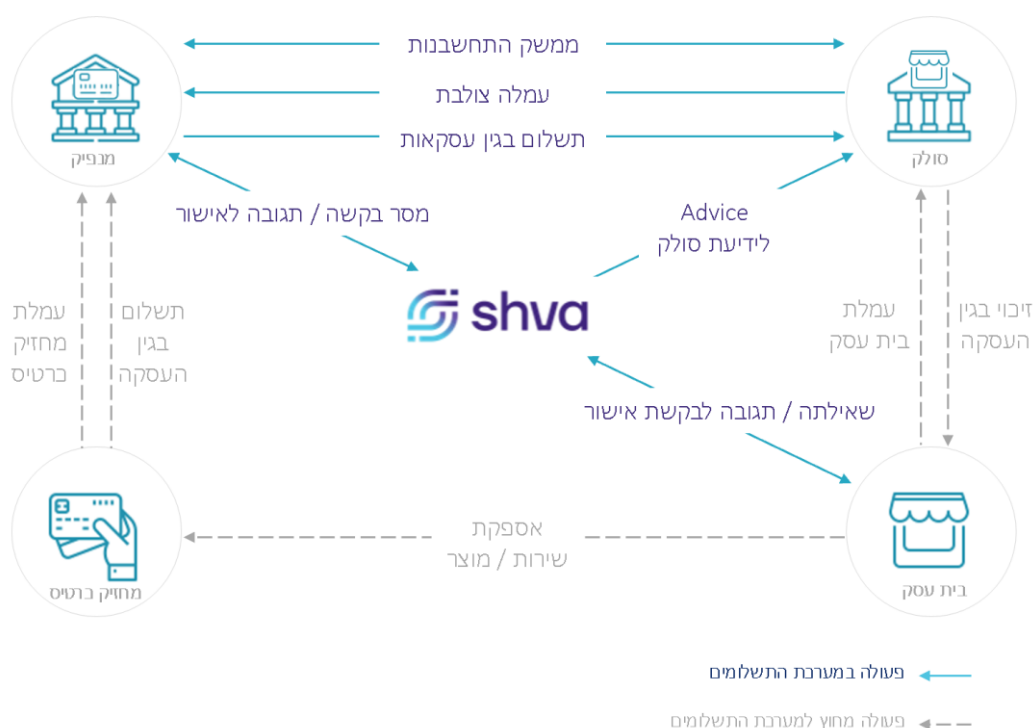 ממשק התחשבנות
עמלה צולבת
תשלום בגין עסקאות
סולק
מנפיק
Advice
לידיעת סולק
מסר בקשה / תגובה לאישור
shva
זיכוי בגין
העסקה
עמלת
בית עסק
תשלום
בגין
העסקה
עמלת
מחזיק
כרטיס
שאילתה / תגובה לבקשת אישור
אספקת
שירות / מוצר
בית עסק
מחזיק כרטיס
פעולה במערכת התשלומים
פעולה מחוץ למערכת התשלומים